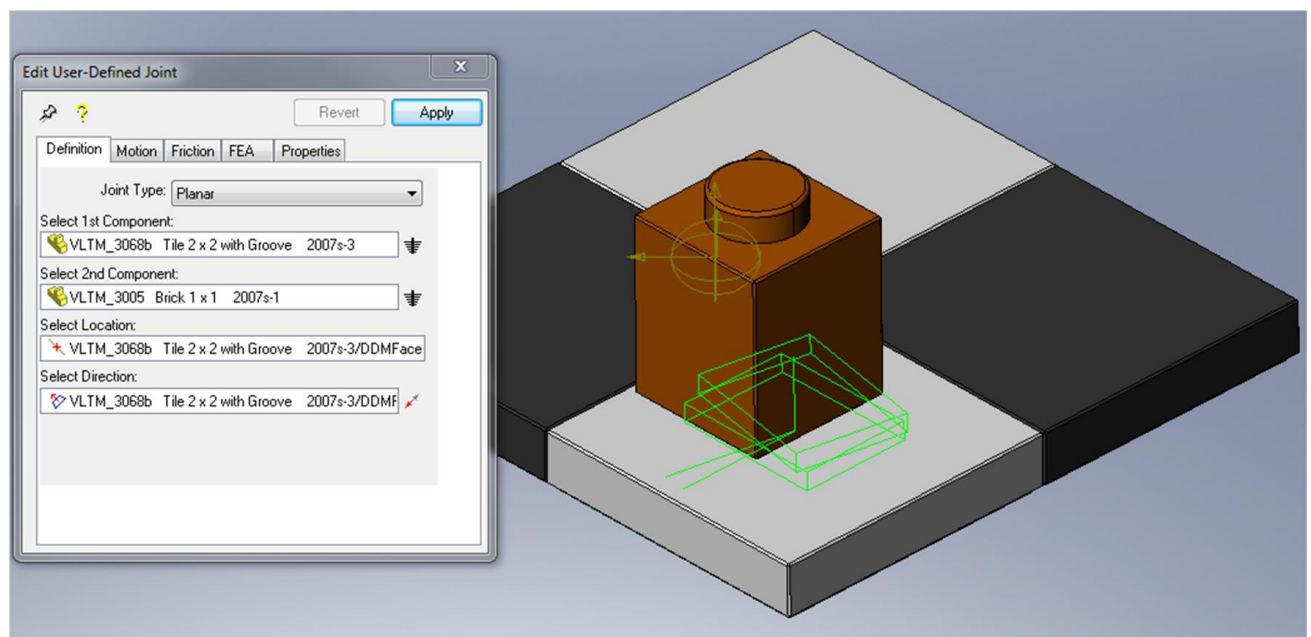 Edit User-Defined Joint
Revert Apply
Definition Motion Friction FEA Properties
Joint Type: Planar
Select 1st Component:
VLTM_3068b Tile 2 x 2 with Groove 2007s-3
Select 2nd Component:
VLTM_3005 Brick 1 x 1 2007s-1
Select Location:
VLTM_3068b Tile 2 x 2 with Groove 2007s-3/DDMFace
Select Direction:
VLTM_3068b Tile 2 x 2 with Groove 2007s-3/DDMF